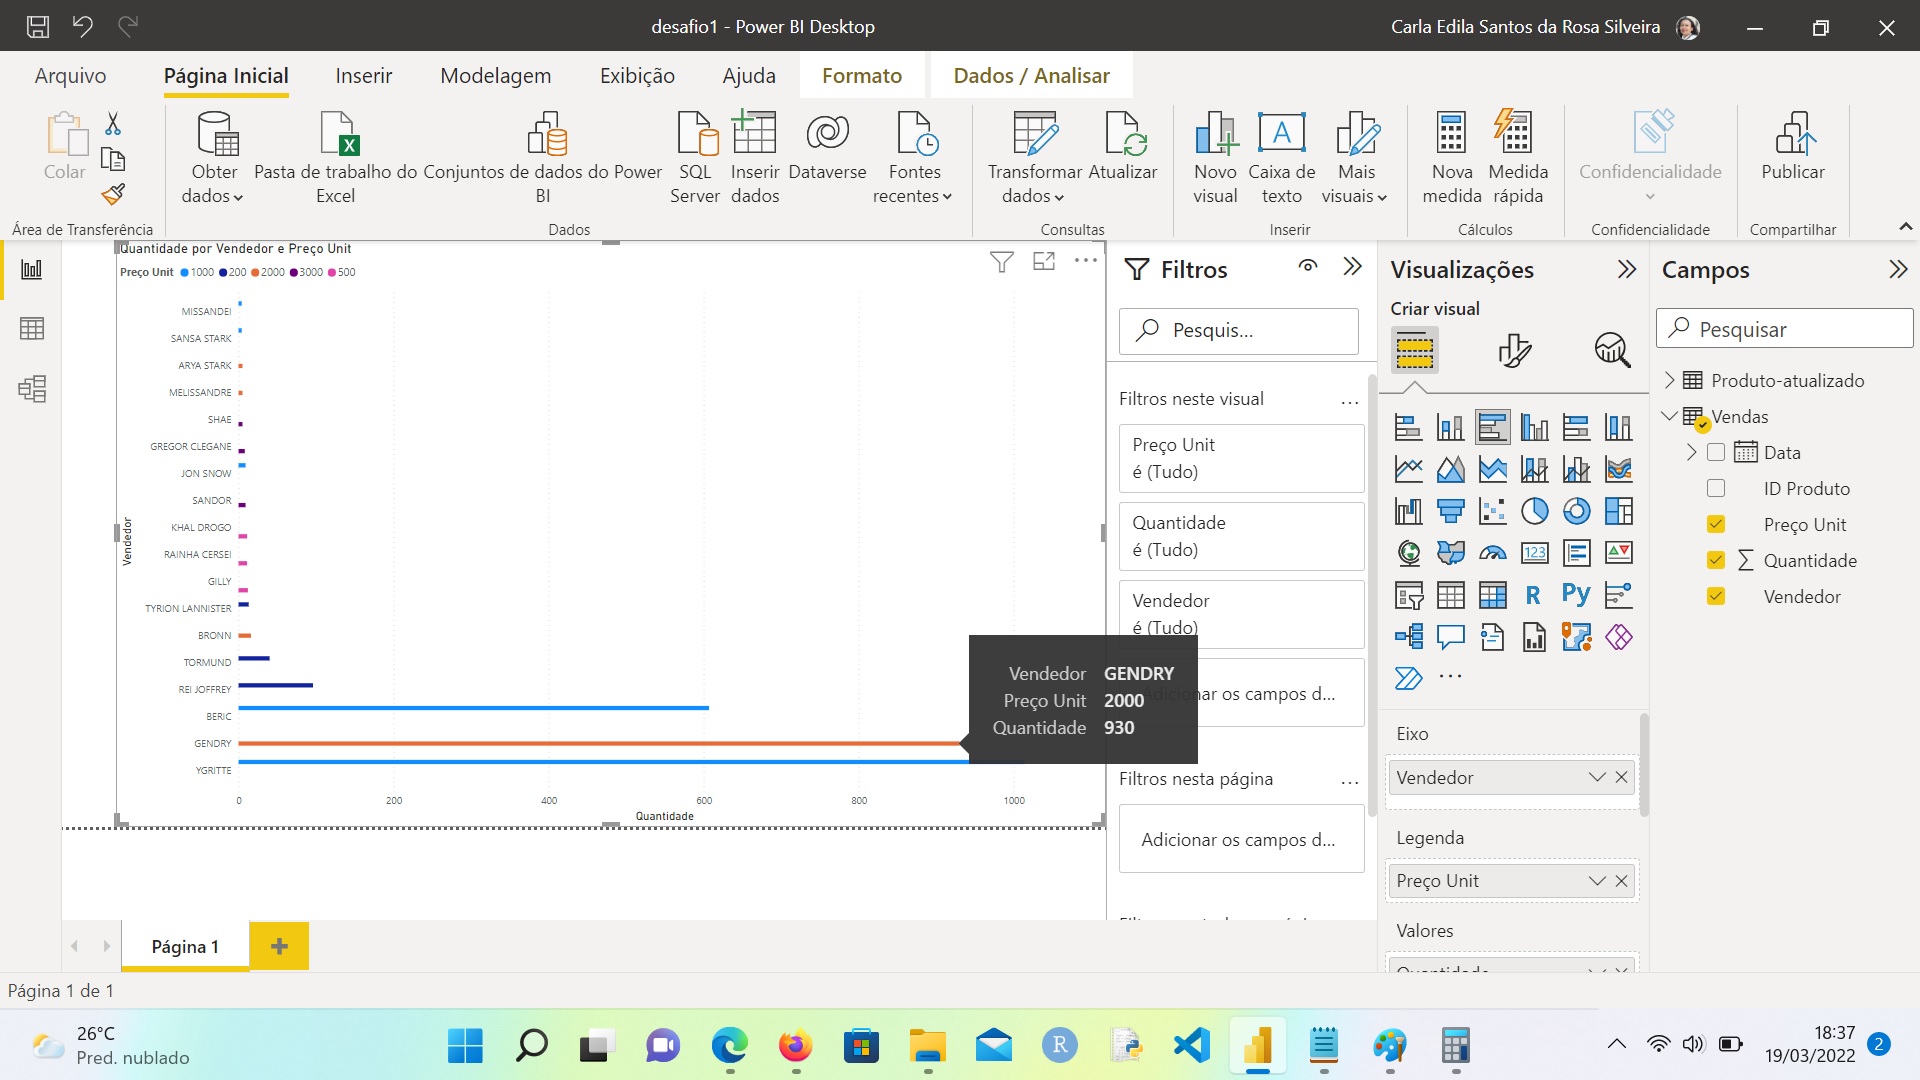 desafio1 - Power BI Desktop
Carla Edila Santos da Rosa Silveira
Arquivo
Página Inicial
Inserir
Modelagem
Exibição
Ajuda
Formato
Dados / Analisar
Colar
Obter dados
Pasta de trabalho do Excel
Conjuntos de dados do Power BI
SQL Server
Inserir dados
Dataverse
Fontes recentes
Transformar dados
Atualizar
Novo visual
Caixa de texto
Mais visuais
Nova medida
Medida rápida
Confidencialidade
Publicar
Área de Transferência
Dados
Consultas
Inserir
Cálculos
Confidencialidade
Compartilhar
Quantidade por Vendedor e Preço Unit
Preço Unit 1000 200 2000 3000 500
Vendedor
MISSANDEI
SANSA STARK
ARYA STARK
MELISSANDRE
SHAE
GREGOR CLEGANE
JON SNOW
SANDOR
KHAL DROGO
RAINHA CERSEI
GILLY
TYRION LANNISTER
BRONN
TORMUND
REI JOFFREY
BERIC
GENDRY
YGRITTE
0 200 400 600 800 1000
Quantidade
Vendedor GENDRY
Preço Unit 2000
Quantidade 930
Filtros
Pesquis...
Filtros neste visual ...
Preço Unit
é (Tudo)
Quantidade
é (Tudo)
Vendedor
é (Tudo)
Adicionar os campos d...
Filtros nesta página ...
Adicionar os campos d...
Visualizações
Criar visual
123
R
Py
...
Eixo
Vendedor
Legenda
Preço Unit
Valores
Quantidade
Campos
Pesquisar
Produto-atualizado
Vendas
Data
ID Produto
Preço Unit
Quantidade
Vendedor
Página 1
Página 1 de 1
26°C
Pred. nublado
R
18:37
19/03/2022
2